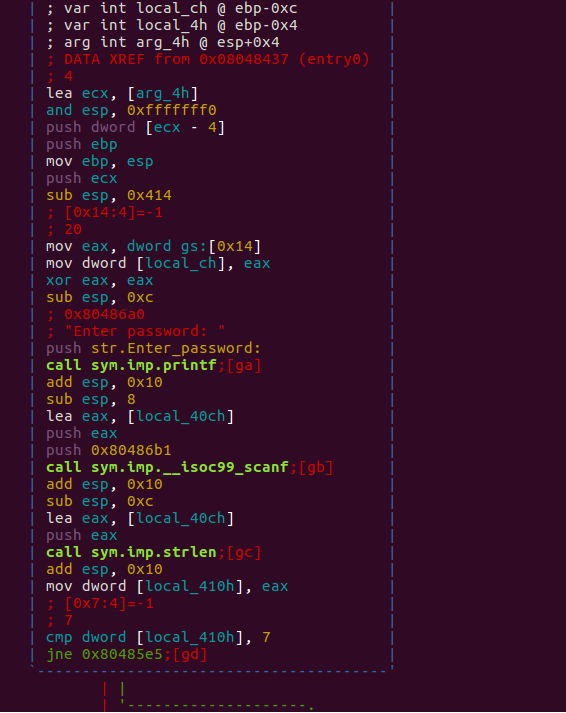 ; var int local_ch @ ebp-0xc
; var int local_4h @ ebp-0x4
; arg int arg_4h @ esp+0x4
; DATA XREF from 0x08048437 (entry0)
; 4
lea ecx, [arg_4h]
and esp, 0xfffffff0
push dword [ecx - 4]
push ebp
mov ebp, esp
push ecx
sub esp, 0x414
; [0x14:4]=-1
; 20
mov eax, dword gs:[0x14]
mov dword [local_ch], eax
xor eax, eax
sub esp, 0xc
; 0x80486a0
; "Enter password: "
push str.Enter_password:
call sym.imp.printf;[ga]
add esp, 0x10
sub esp, 8
lea eax, [local_40ch]
push eax
push 0x80486b1
call sym.imp.__isoc99_scanf;[gb]
add esp, 0x10
sub esp, 0xc
lea eax, [local_40ch]
push eax
call sym.imp.strlen;[gc]
add esp, 0x10
mov dword [local_410h], eax
; [0x7:4]=-1
; 7
cmp dword [local_410h], 7
jne 0x80485e5;[gd]